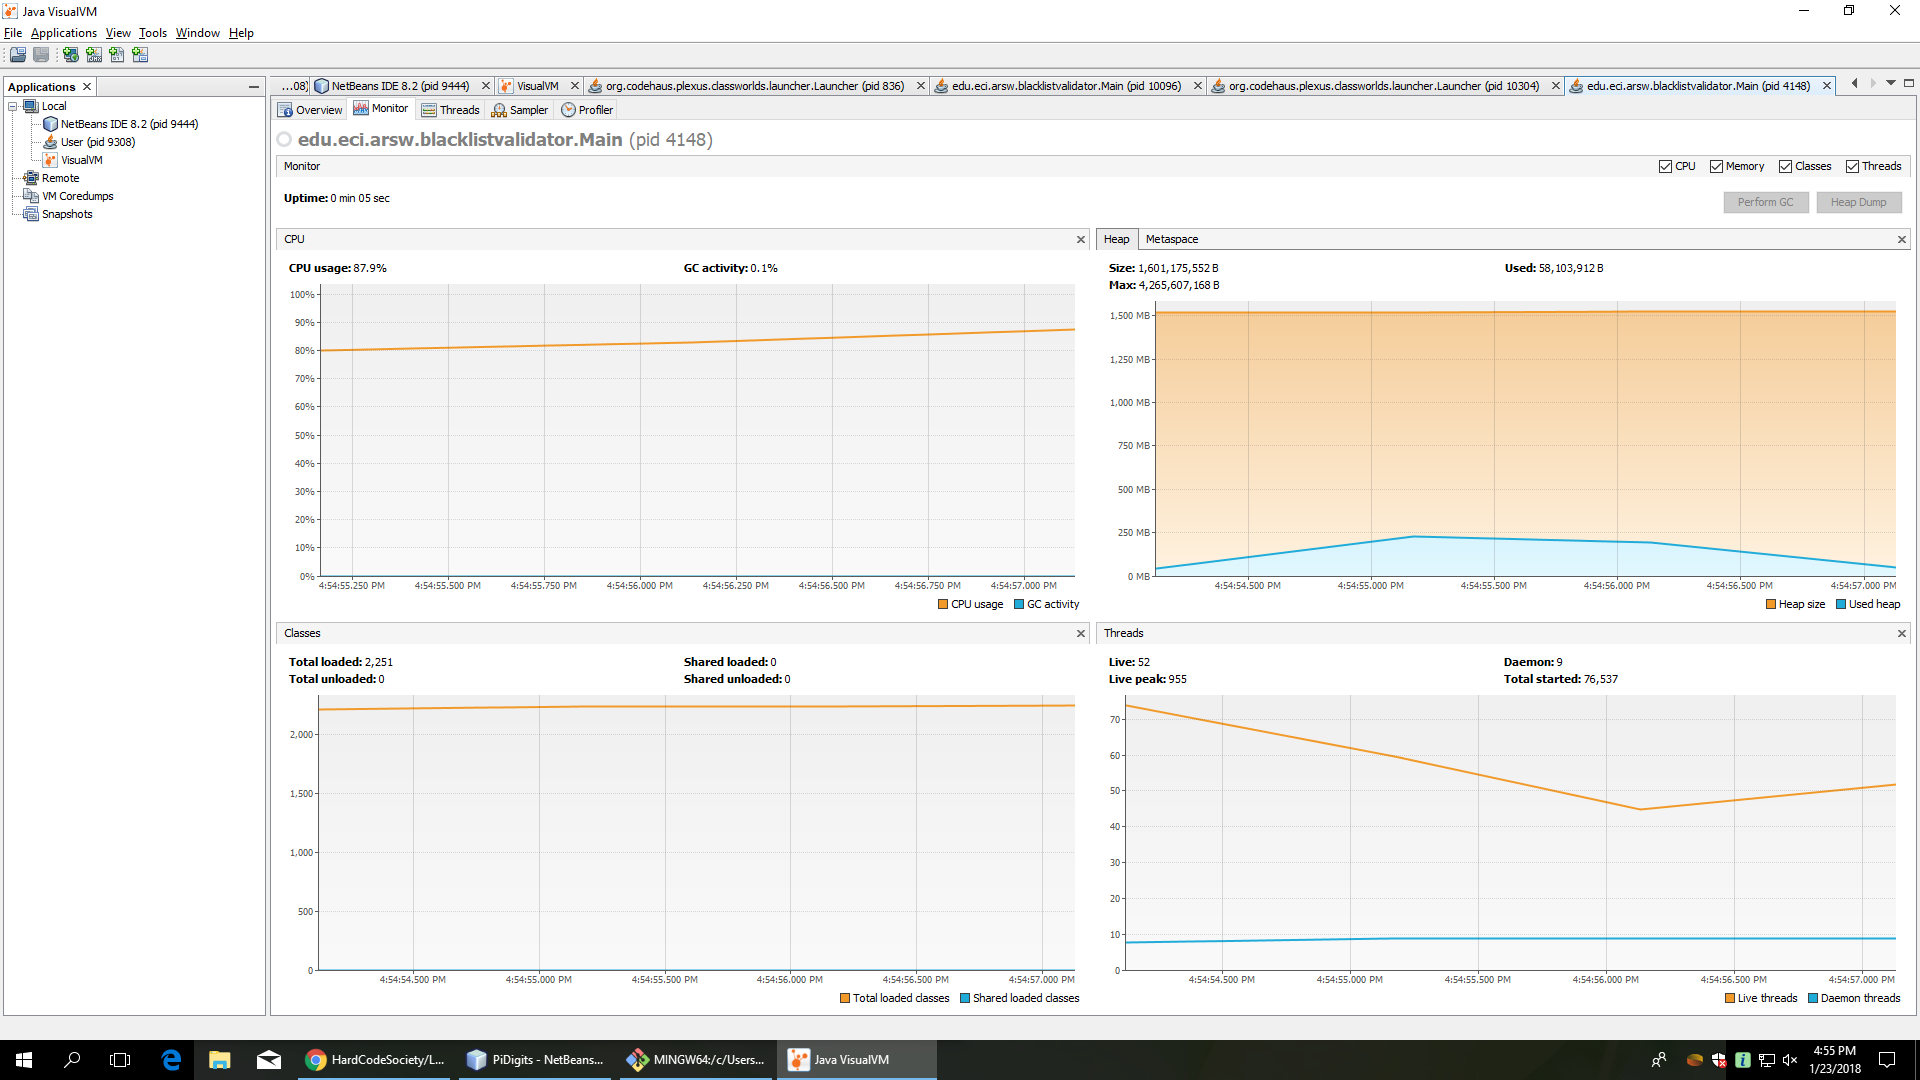 Java VisualVM
File Applications View Tools Window Help
Applications
Local
NetBeans IDE 8.2 (pid 9444)
User (pid 9308)
VisualVM
Remote
VM Coredumps
Snapshots
...08) NetBeans IDE 8.2 (pid 9444) VisualVM org.codehaus.plexus.classworlds.launcher.Launcher (pid 836) edu.eci.arsw.blacklistvalidator.Main (pid 10096) org.codehaus.plexus.classworlds.launcher.Launcher (pid 10304) edu.eci.arsw.blacklistvalidator.Main (pid 4148)
Overview Monitor Threads Sampler Profiler
edu.eci.arsw.blacklistvalidator.Main (pid 4148)
Monitor CPU Memory Classes Threads
Uptime: 0 min 05 sec Perform GC Heap Dump
CPU
CPU usage: 87.9% GC activity: 0.1%
100%
90%
80%
70%
60%
50%
40%
30%
20%
10%
0%
4:54:55.250 PM 4:54:55.500 PM 4:54:55.750 PM 4:54:56.000 PM 4:54:56.250 PM 4:54:56.500 PM 4:54:56.750 PM 4:54:57.000 PM
CPU usage GC activity
Heap Metaspace
Size: 1,601,175,552 B Used: 58,103,912 B
Max: 4,265,607,168 B
1,500 MB
1,250 MB
1,000 MB
750 MB
500 MB
250 MB
0 MB
4:54:54.500 PM 4:54:55.000 PM 4:54:55.500 PM 4:54:56.000 PM 4:54:56.500 PM 4:54:57.000 PM
Heap size Used heap
Classes
Total loaded: 2,251 Shared loaded: 0
Total unloaded: 0 Shared unloaded: 0
2,000
1,500
1,000
500
0
4:54:54.500 PM 4:54:55.000 PM 4:54:55.500 PM 4:54:56.000 PM 4:54:56.500 PM 4:54:57.000 PM
Total loaded classes Shared loaded classes
Threads
Live: 52 Daemon: 9
Live peak: 955 Total started: 76,537
70
60
50
40
30
20
10
0
4:54:54.500 PM 4:54:55.000 PM 4:54:55.500 PM 4:54:56.000 PM 4:54:56.500 PM 4:54:57.000 PM
Live threads Daemon threads
HardCodeSociety/L... PiDigits - NetBeans... MINGW64:/c/Users... Java VisualVM
4:55 PM
1/23/2018